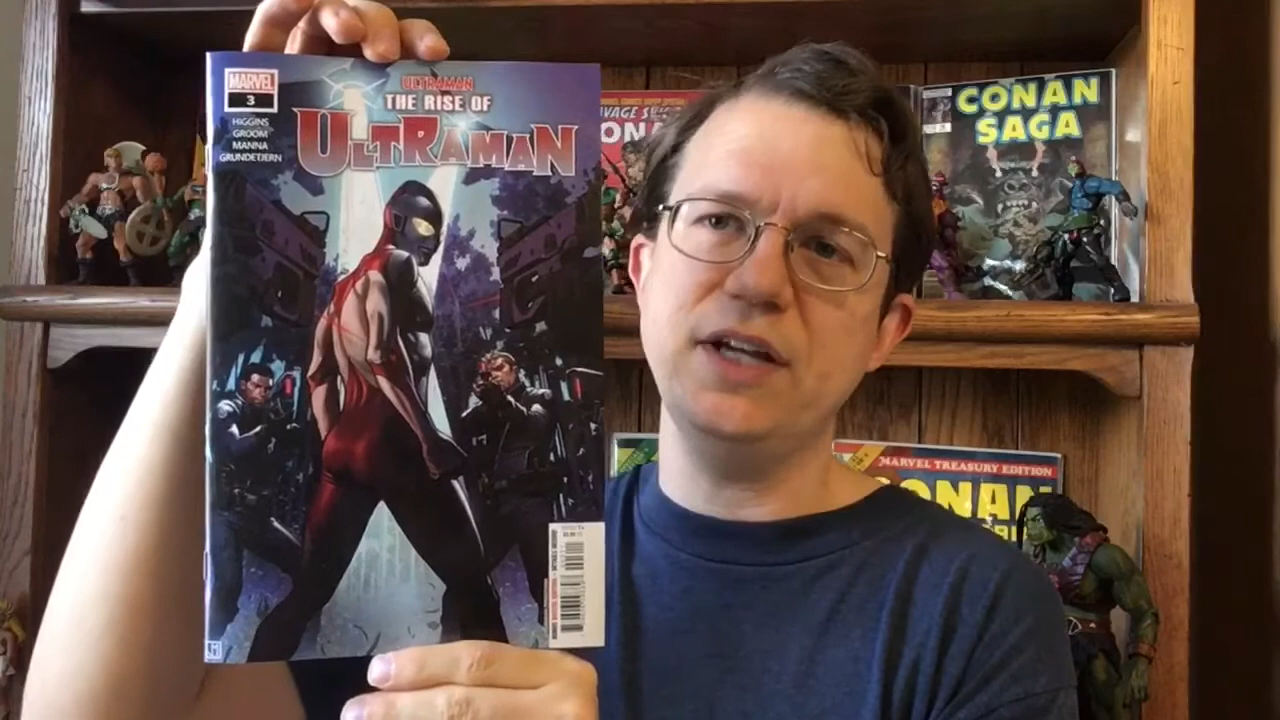 MARVEL
3
HIGGINS
GROOM
MANNA
GRUNDETJERN
ULTRAMAN
THE RISE OF
ULTRAMAN
CONAN
SAGA
MARVEL TREASURY EDITION
CONAN